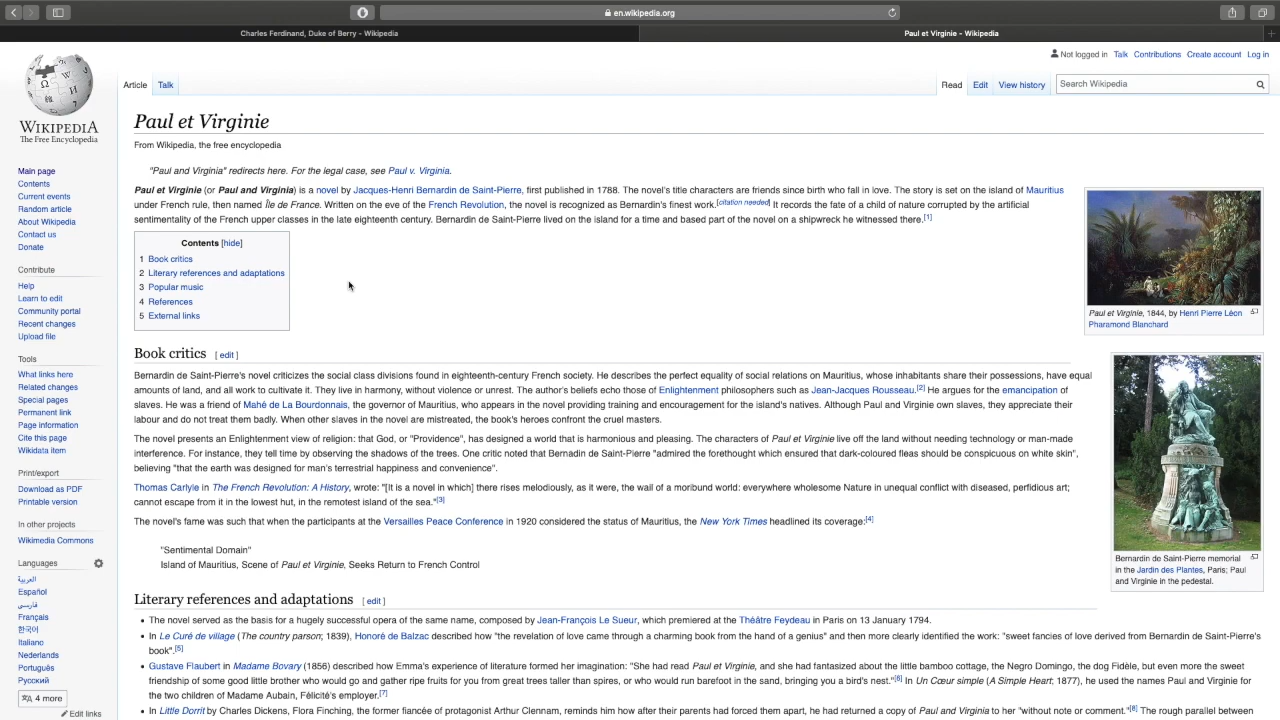 en.wikipedia.org
Charles Ferdinand, Duke of Berry - Wikipedia
Paul et Virginie - Wikipedia
Not logged in Talk Contributions Create account Log in
Article Talk
Read Edit View history
Search Wikipedia
WIKIPEDIA
The Free Encyclopedia
Main page
Contents
Current events
Random article
About Wikipedia
Contact us
Donate
Contribute
Help
Learn to edit
Community portal
Recent changes
Upload file
Tools
What links here
Related changes
Special pages
Permanent link
Page information
Cite this page
Wikidata item
Print/export
Download as PDF
Printable version
In other projects
Wikimedia Commons
Languages
العربية
Español
فارسی
Français
한국어
Italiano
Nederlands
Português
Русский
4 more
Edit links
Paul et Virginie
From Wikipedia, the free encyclopedia
"Paul and Virginia" redirects here. For the legal case, see Paul v. Virginia.
Paul et Virginie (or Paul and Virginia) is a novel by Jacques-Henri Bernardin de Saint-Pierre, first published in 1788. The novel's title characters are friends since birth who fall in love. The story is set on the island of Mauritius
under French rule, then named Île de France. Written on the eve of the French Revolution, the novel is recognized as Bernardin's finest work.[citation needed] It records the fate of a child of nature corrupted by the artificial
sentimentality of the French upper classes in the late eighteenth century. Bernardin de Saint-Pierre lived on the island for a time and based part of the novel on a shipwreck he witnessed there.[1]
Contents [hide]
1 Book critics
2 Literary references and adaptations
3 Popular music
4 References
5 External links
Paul et Virginie, 1844, by Henri Pierre Léon
Pharamond Blanchard
Book critics [ edit ]
Bernardin de Saint-Pierre's novel criticizes the social class divisions found in eighteenth-century French society. He describes the perfect equality of social relations on Mauritius, whose inhabitants share their possessions, have equal
amounts of land, and all work to cultivate it. They live in harmony, without violence or unrest. The author's beliefs echo those of Enlightenment philosophers such as Jean-Jacques Rousseau.[2] He argues for the emancipation of
slaves. He was a friend of Mahé de La Bourdonnais, the governor of Mauritius, who appears in the novel providing training and encouragement for the island's natives. Although Paul and Virginie own slaves, they appreciate their
labour and do not treat them badly. When other slaves in the novel are mistreated, the book's heroes confront the cruel masters.
The novel presents an Enlightenment view of religion: that God, or "Providence", has designed a world that is harmonious and pleasing. The characters of Paul et Virginie live off the land without needing technology or man-made
interference. For instance, they tell time by observing the shadows of the trees. One critic noted that Bernadin de Saint-Pierre "admired the forethought which ensured that dark-coloured fleas should be conspicuous on white skin",
believing "that the earth was designed for man's terrestrial happiness and convenience".
Thomas Carlyle in The French Revolution: A History, wrote: "[It is a novel in which] there rises melodiously, as it were, the wail of a moribund world: everywhere wholesome Nature in unequal conflict with diseased, perfidious art;
cannot escape from it in the lowest hut, in the remotest island of the sea."[3]
The novel's fame was such that when the participants at the Versailles Peace Conference in 1920 considered the status of Mauritius, the New York Times headlined its coverage:[4]
"Sentimental Domain"
Island of Mauritius, Scene of Paul et Virginie, Seeks Return to French Control
Bernardin de Saint-Pierre memorial
in the Jardin des Plantes, Paris; Paul
and Virginie in the pedestal.
Literary references and adaptations [ edit ]
• The novel served as the basis for a hugely successful opera of the same name, composed by Jean-François Le Sueur, which premiered at the Théâtre Feydeau in Paris on 13 January 1794.
• In Le Curé de village (The country parson; 1839), Honoré de Balzac described how "the revelation of love came through a charming book from the hand of a genius" and then more clearly identified the work: "sweet fancies of love derived from Bernardin de Saint-Pierre's
book".[5]
• Gustave Flaubert in Madame Bovary (1856) described how Emma's experience of literature formed her imagination: "She had read Paul et Virginie, and she had fantasized about the little bamboo cottage, the Negro Domingo, the dog Fidèle, but even more the sweet
friendship of some good little brother who would go and gather ripe fruits for you from great trees taller than spires, or who would run barefoot in the sand, bringing you a bird's nest."[6] In Un Cœur simple (A Simple Heart; 1877), he used the names Paul and Virginie for
the two children of Madame Aubain, Félicité's employer.[7]
• In Little Dorrit by Charles Dickens, Flora Finching, the former fiancée of protagonist Arthur Clennam, reminds him how after their parents had forced them apart, he had returned a copy of Paul and Virginia to her "without note or comment."[8] The rough parallel between